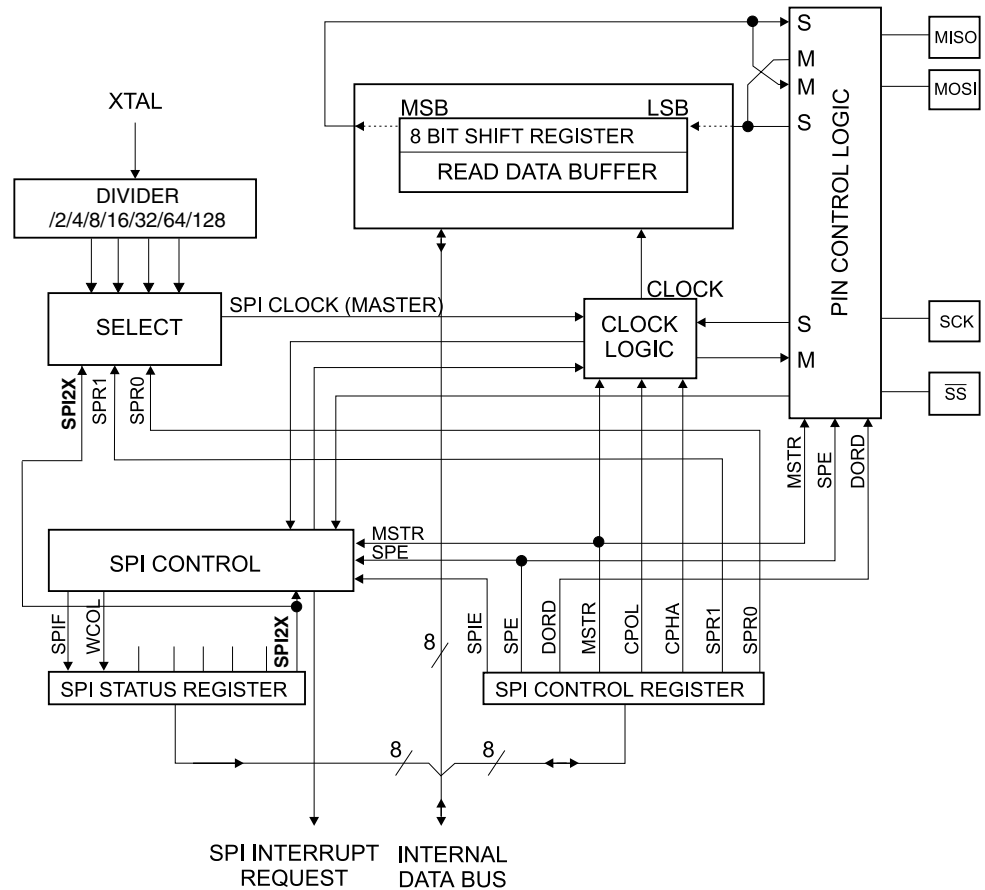 S
MISO
M
MOSI
M
S
PIN CONTROL LOGIC
MSB
LSB
8 BIT SHIFT REGISTER
READ DATA BUFFER
XTAL
DIVIDER
/2/4/8/16/32/64/128
SELECT
SPI CLOCK (MASTER)
CLOCK
CLOCK
LOGIC
S
M
SCK
SS
SPI2X
SPR1
SPR0
MSTR
SPE
DORD
SPI CONTROL
MSTR
SPE
SPIF
WCOL
SPI2X
8
SPIE
SPE
DORD
MSTR
CPOL
CPHA
SPR1
SPR0
SPI STATUS REGISTER
SPI CONTROL REGISTER
8
8
SPI INTERRUPT
REQUEST
INTERNAL
DATA BUS